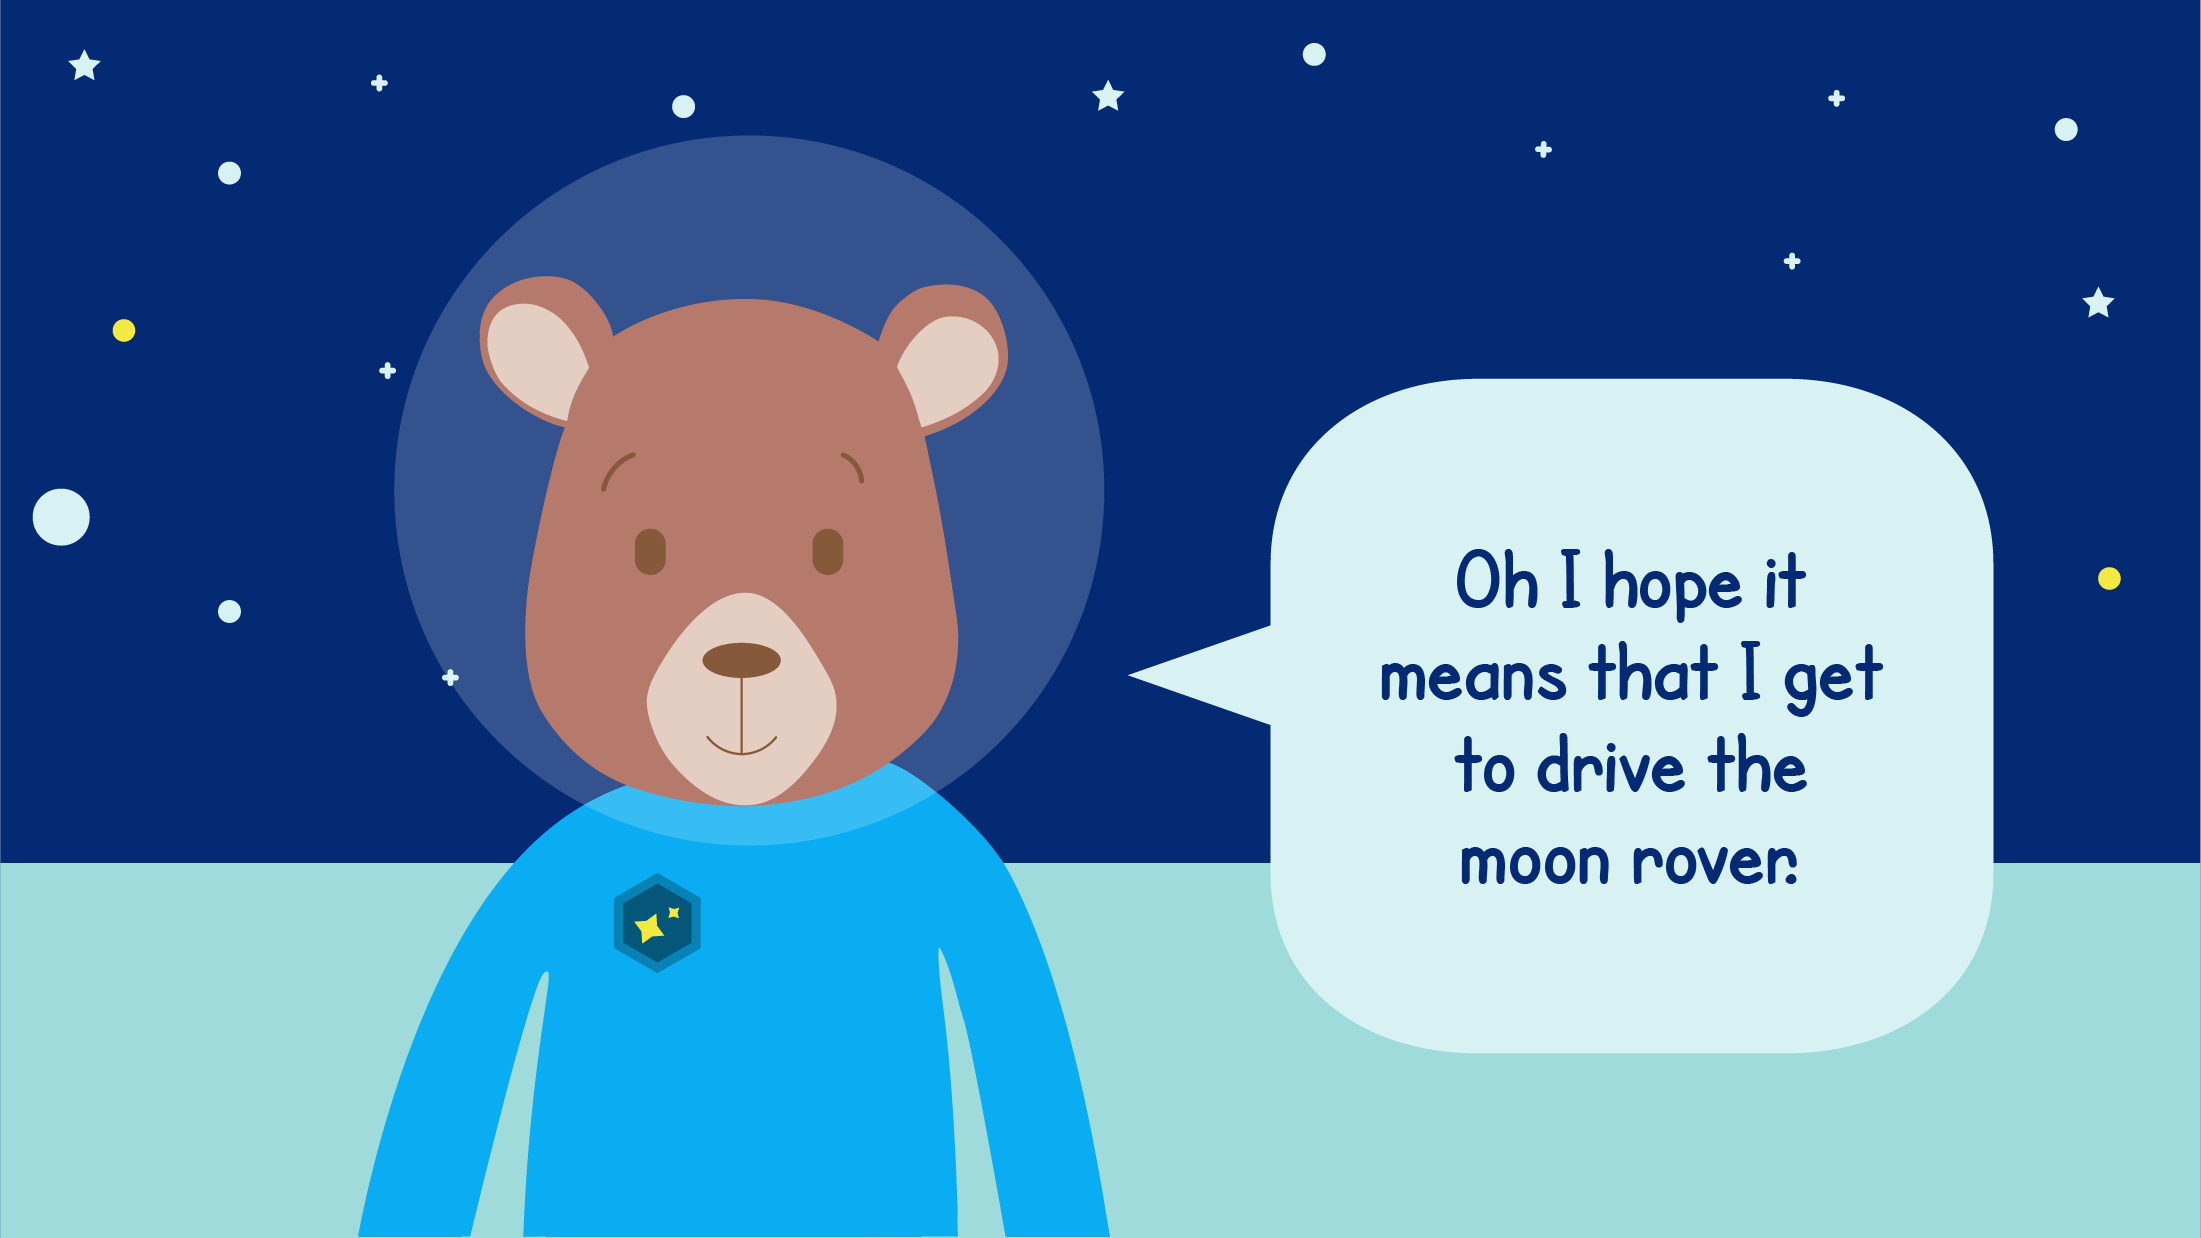 Oh I hope it
means that I get
to drive the
moon rover.